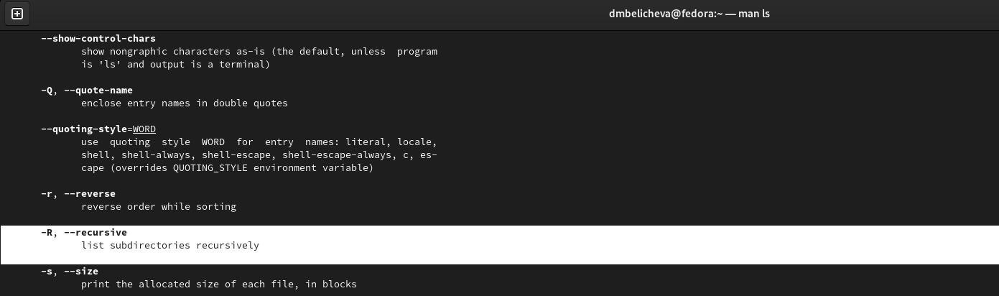 dmbelicheva@fedora:~ — man ls
--show-control-chars
show nongraphic characters as-is (the default, unless  program
is 'ls' and output is a terminal)
-Q, --quote-name
enclose entry names in double quotes
--quoting-style=WORD
use  quoting  style  WORD  for  entry  names: literal, locale,
shell, shell-always, shell-escape, shell-escape-always, c, es-
cape (overrides QUOTING_STYLE environment variable)
-r, --reverse
reverse order while sorting
-R, --recursive
list subdirectories recursively
-s, --size
print the allocated size of each file, in blocks